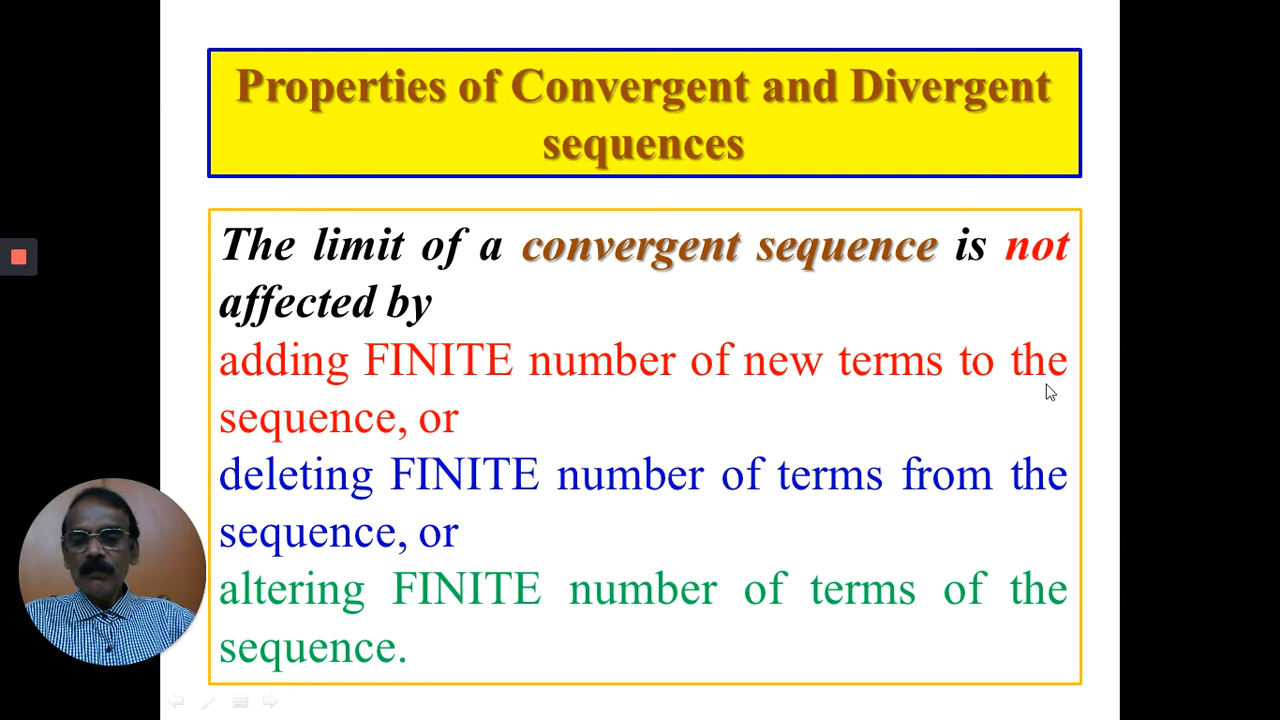 Properties of Convergent and Divergent
sequences
The limit of a convergent sequence is not
affected by
adding FINITE number of new terms to the
sequence, or
deleting FINITE number of terms from the
sequence, or
altering FINITE number of terms of the
sequence.